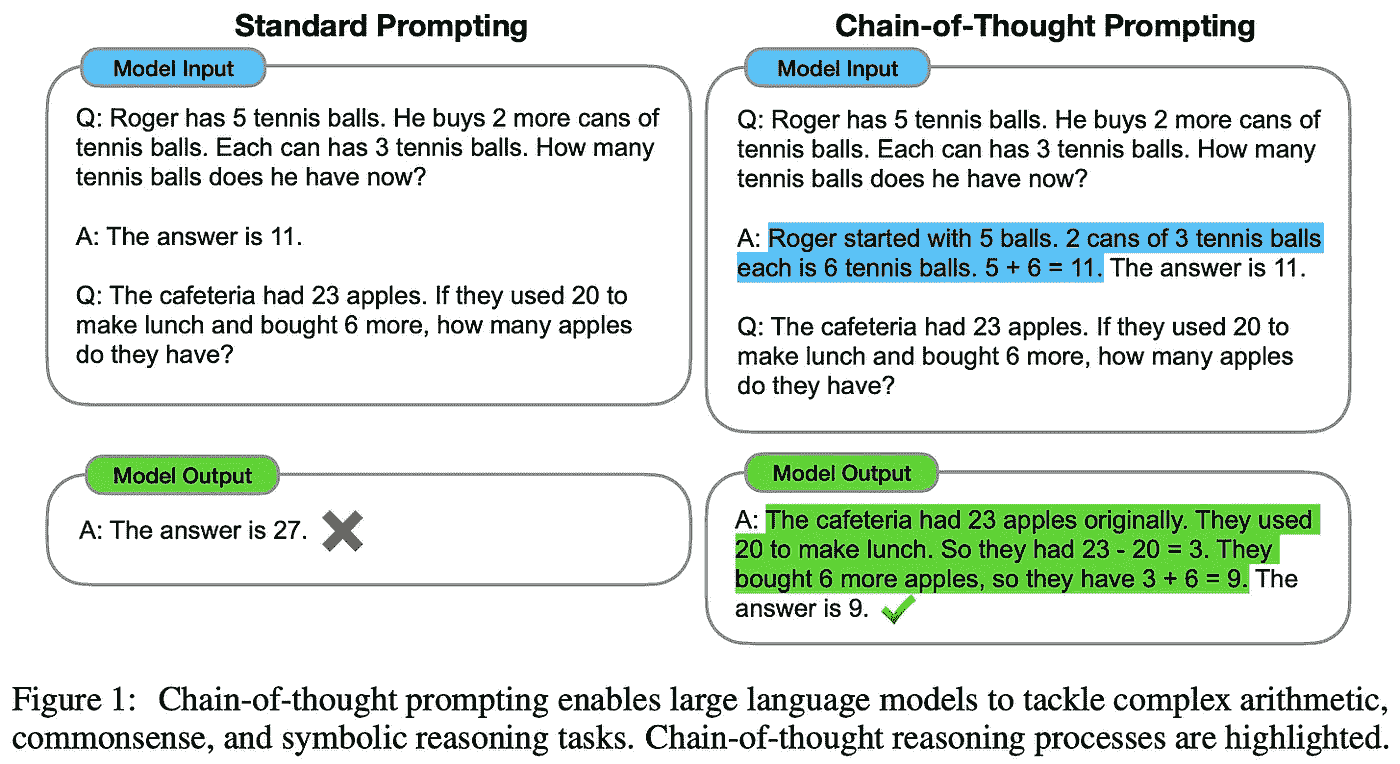 Standard Prompting
Model Input
Q: Roger has 5 tennis balls. He buys 2 more cans of
tennis balls. Each can has 3 tennis balls. How many
tennis balls does he have now?
A: The answer is 11.
Q: The cafeteria had 23 apples. If they used 20 to
make lunch and bought 6 more, how many apples
do they have?
Model Output
A: The answer is 27.
Chain-of-Thought Prompting
Model Input
Q: Roger has 5 tennis balls. He buys 2 more cans of
tennis balls. Each can has 3 tennis balls. How many
tennis balls does he have now?
A: Roger started with 5 balls. 2 cans of 3 tennis balls
each is 6 tennis balls. 5 + 6 = 11. The answer is 11.
Q: The cafeteria had 23 apples. If they used 20 to
make lunch and bought 6 more, how many apples
do they have?
Model Output
A: The cafeteria had 23 apples originally. They used
20 to make lunch. So they had 23 - 20 = 3. They
bought 6 more apples, so they have 3 + 6 = 9. The
answer is 9.
Figure 1: Chain-of-thought prompting enables large language models to tackle complex arithmetic,
commonsense, and symbolic reasoning tasks. Chain-of-thought reasoning processes are highlighted.